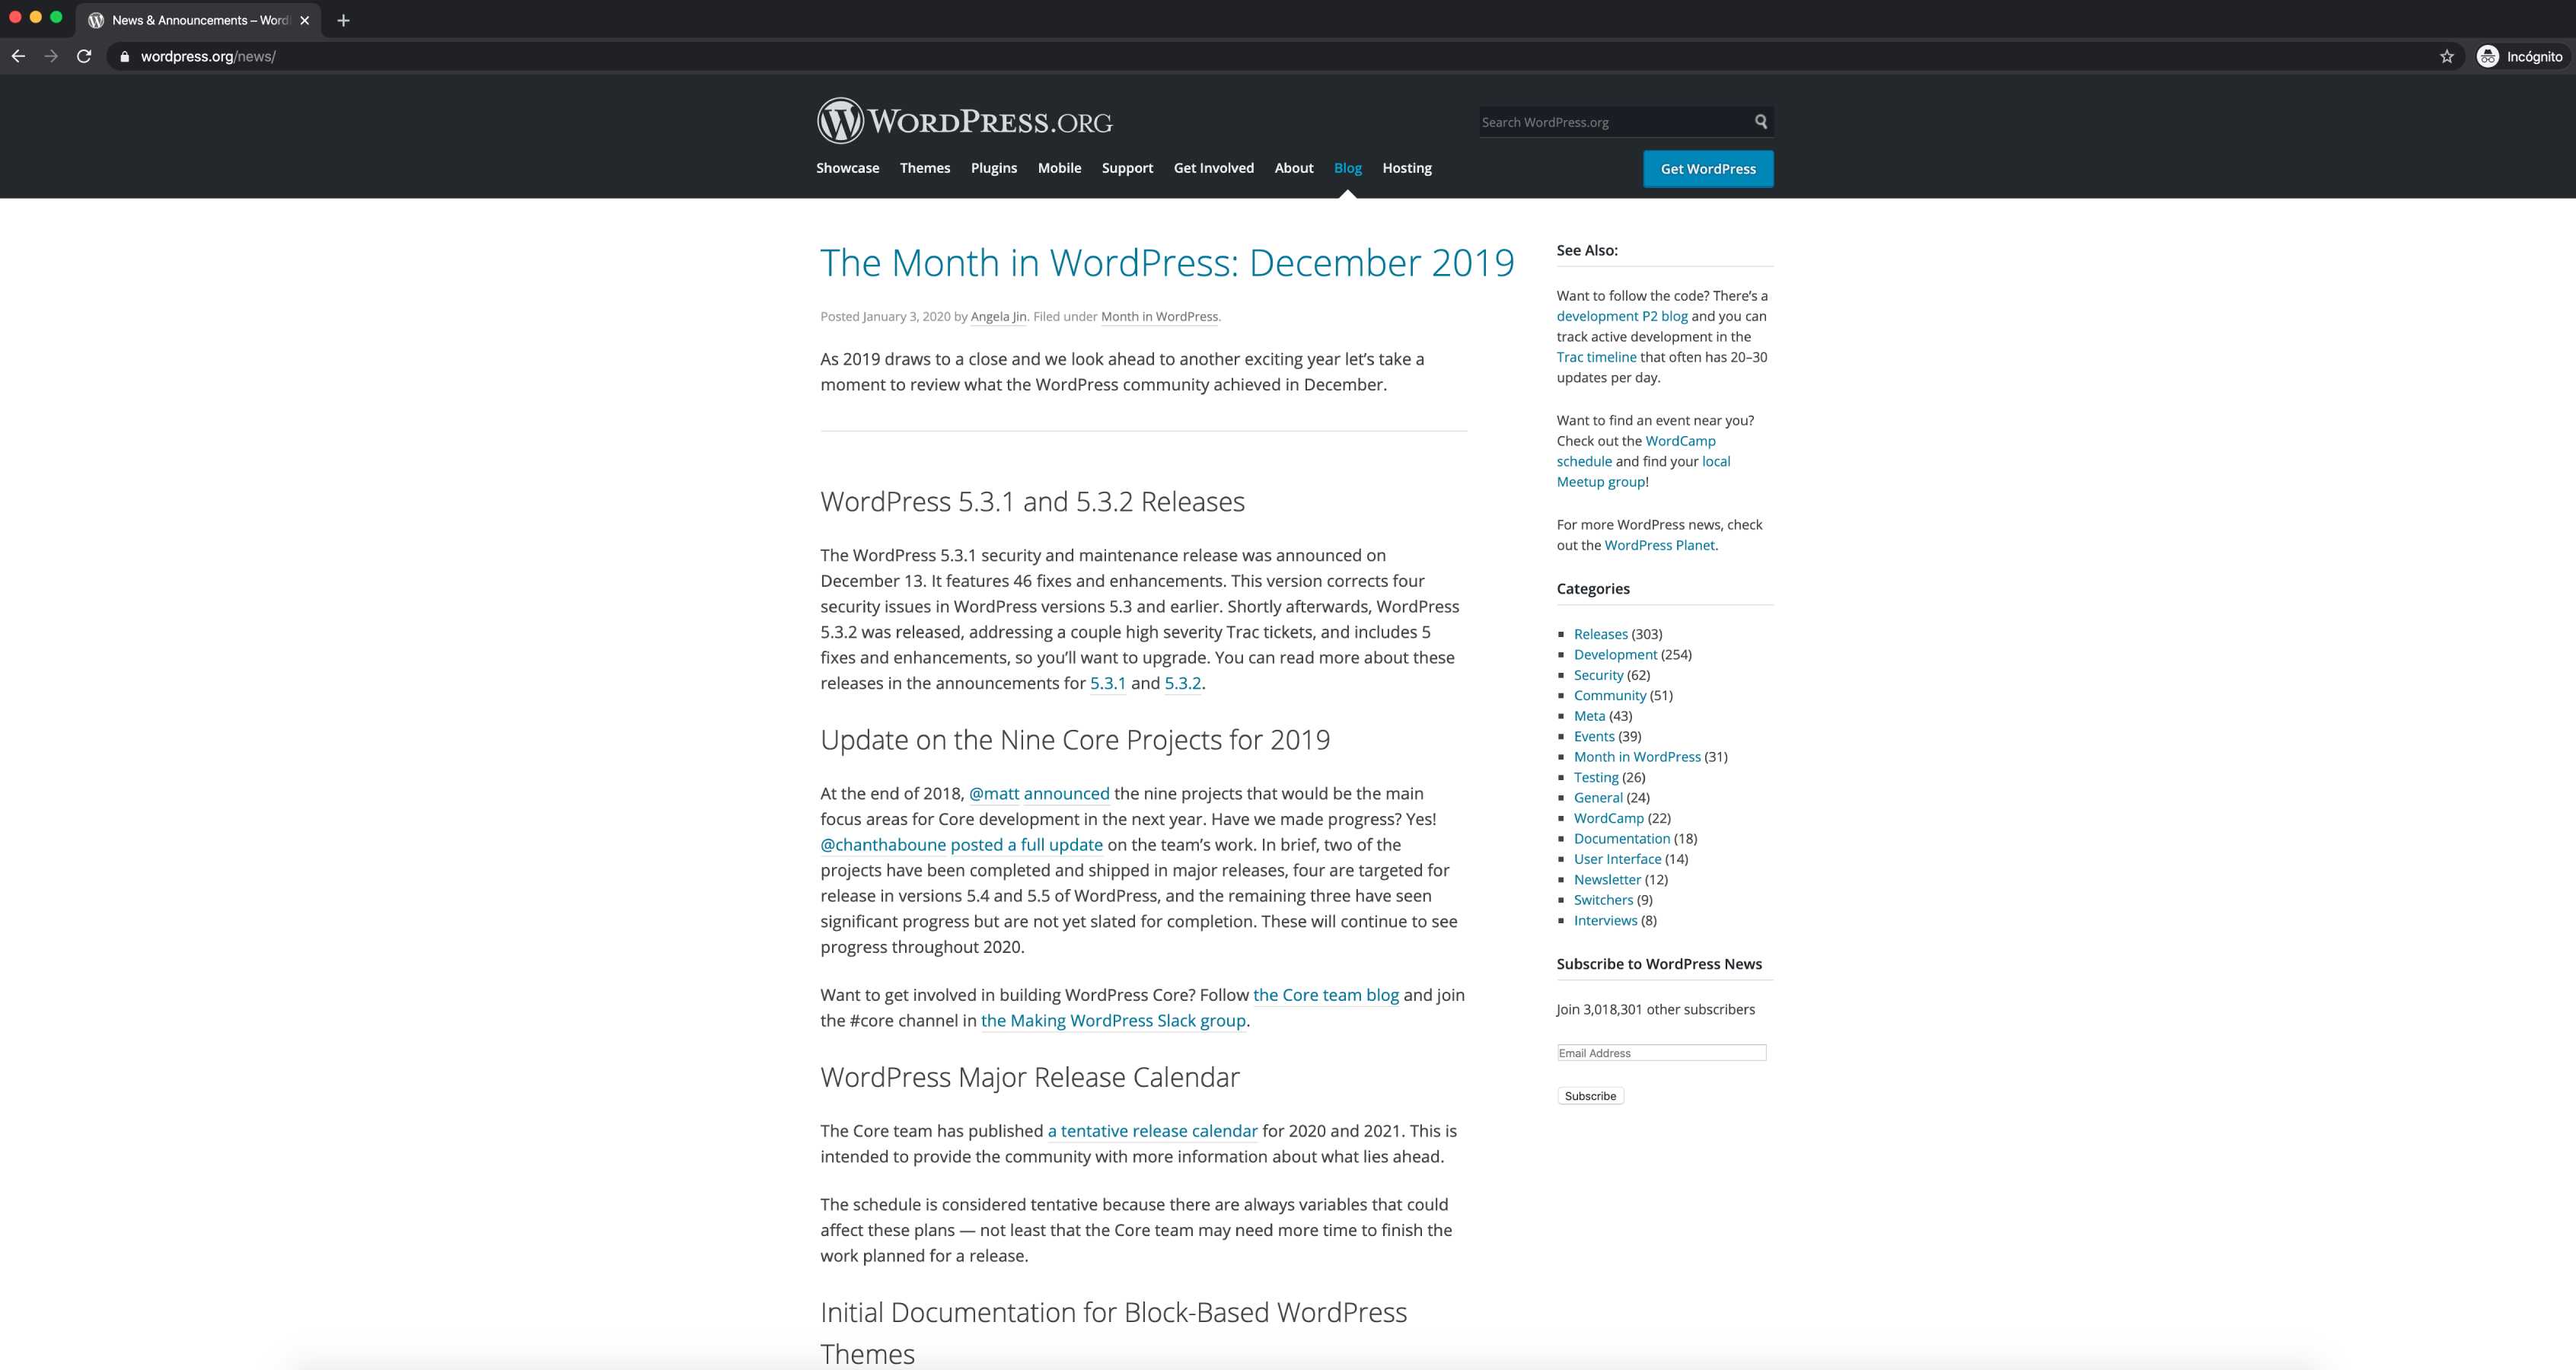 News & Announcements – Word
wordpress.org/news/
Incógnito
WORDPRESS.ORG
Search WordPress.org
Showcase Themes Plugins Mobile Support Get Involved About Blog Hosting
Get WordPress
The Month in WordPress: December 2019
Posted January 3, 2020 by Angela Jin. Filed under Month in WordPress.
As 2019 draws to a close and we look ahead to another exciting year let’s take a
moment to review what the WordPress community achieved in December.
WordPress 5.3.1 and 5.3.2 Releases
The WordPress 5.3.1 security and maintenance release was announced on
December 13. It features 46 fixes and enhancements. This version corrects four
security issues in WordPress versions 5.3 and earlier. Shortly afterwards, WordPress
5.3.2 was released, addressing a couple high severity Trac tickets, and includes 5
fixes and enhancements, so you’ll want to upgrade. You can read more about these
releases in the announcements for 5.3.1 and 5.3.2.
Update on the Nine Core Projects for 2019
At the end of 2018, @matt announced the nine projects that would be the main
focus areas for Core development in the next year. Have we made progress? Yes!
@chanthaboune posted a full update on the team’s work. In brief, two of the
projects have been completed and shipped in major releases, four are targeted for
release in versions 5.4 and 5.5 of WordPress, and the remaining three have seen
significant progress but are not yet slated for completion. These will continue to see
progress throughout 2020.
Want to get involved in building WordPress Core? Follow the Core team blog and join
the #core channel in the Making WordPress Slack group.
WordPress Major Release Calendar
The Core team has published a tentative release calendar for 2020 and 2021. This is
intended to provide the community with more information about what lies ahead.
The schedule is considered tentative because there are always variables that could
affect these plans — not least that the Core team may need more time to finish the
work planned for a release.
Initial Documentation for Block-Based WordPress
Themes
See Also:
Want to follow the code? There’s a
development P2 blog and you can
track active development in the
Trac timeline that often has 20–30
updates per day.
Want to find an event near you?
Check out the WordCamp
schedule and find your local
Meetup group!
For more WordPress news, check
out the WordPress Planet.
Categories
Releases (303)
Development (254)
Security (62)
Community (51)
Meta (43)
Events (39)
Month in WordPress (31)
Testing (26)
General (24)
WordCamp (22)
Documentation (18)
User Interface (14)
Newsletter (12)
Switchers (9)
Interviews (8)
Subscribe to WordPress News
Join 3,018,301 other subscribers
Email Address
Subscribe